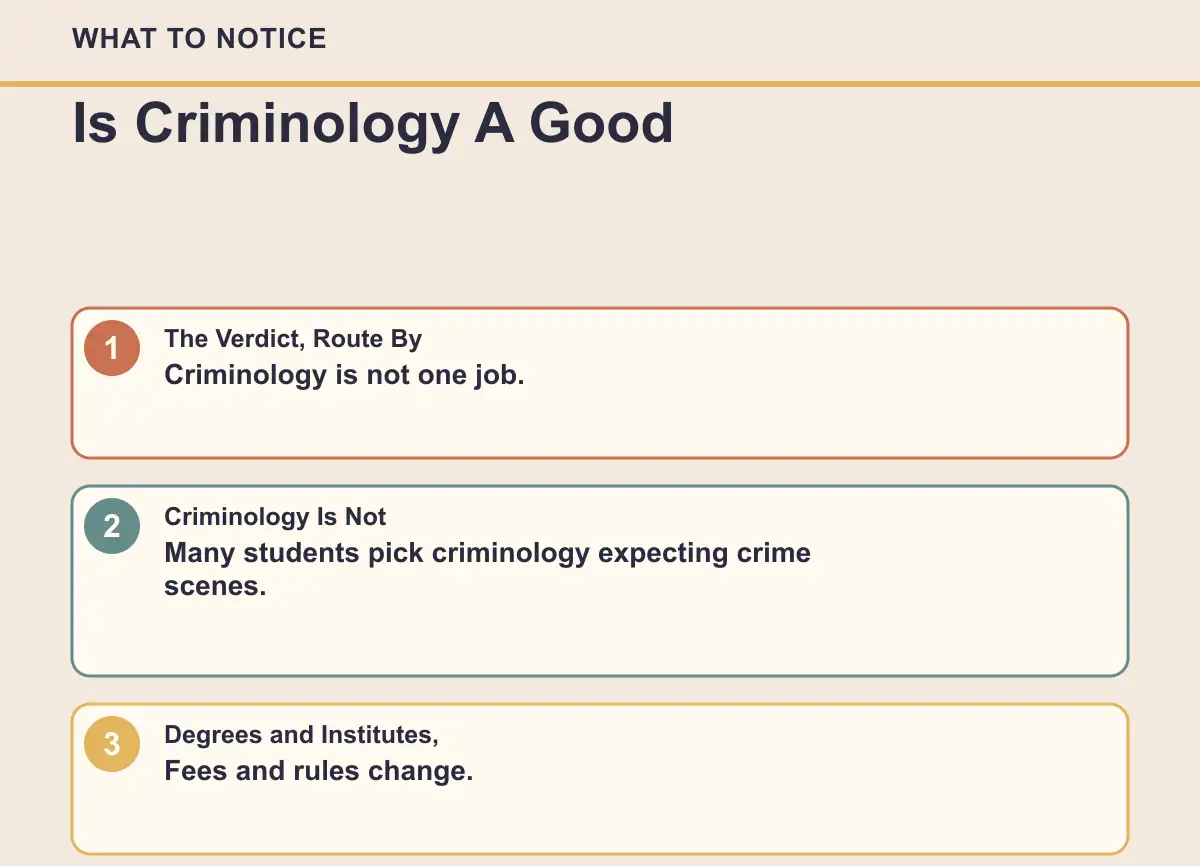 WHAT TO NOTICE
Is Criminology A Good
1
The Verdict, Route By
Criminology is not one job.
2
Criminology Is Not
Many students pick criminology expecting crime
scenes.
3
Degrees and Institutes,
Fees and rules change.